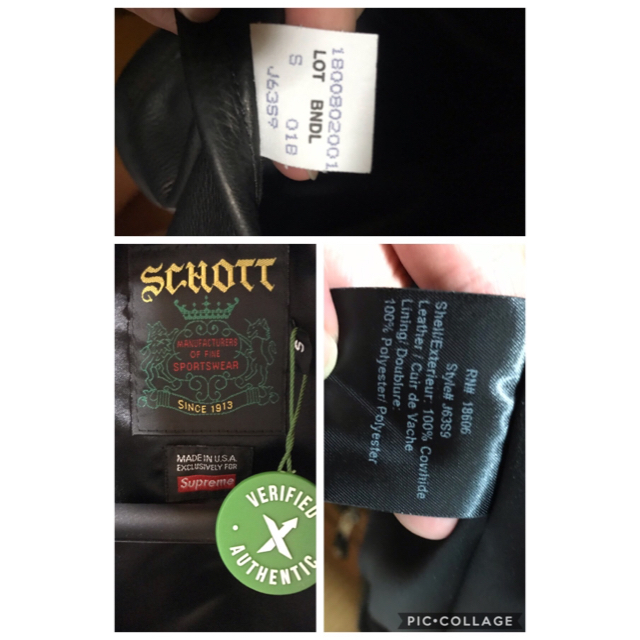 1800802001
LOT BNDL
S 018
J63S9
SCHOTT
MANUFACTURERS
OF FINE
SPORTSWEAR
SINCE 1913
S
MADE IN U.S.A.
EXCLUSIVELY FOR
Supreme
VERIFIED
X
AUTHENTIC
RN# 18606
Style# J63S9
Shell/Exterieur: 100% Cowhide
Leather / Cuir de Vache
Lining/ Doublure:
100% Polyester/ Polyester
PIC•COLLAGE